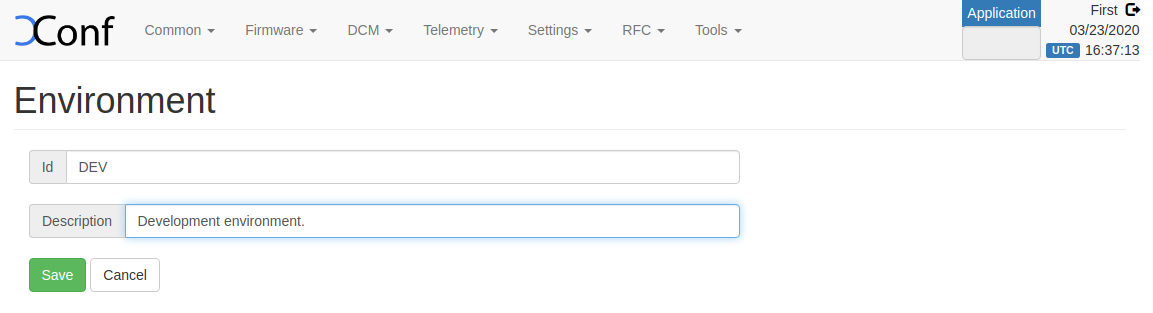 XConf Common Firmware DCM Telemetry Settings RFC Tools Application First
03/23/2020
UTC 16:37:13
Environment
Id DEV
Description Development environment.
Save Cancel